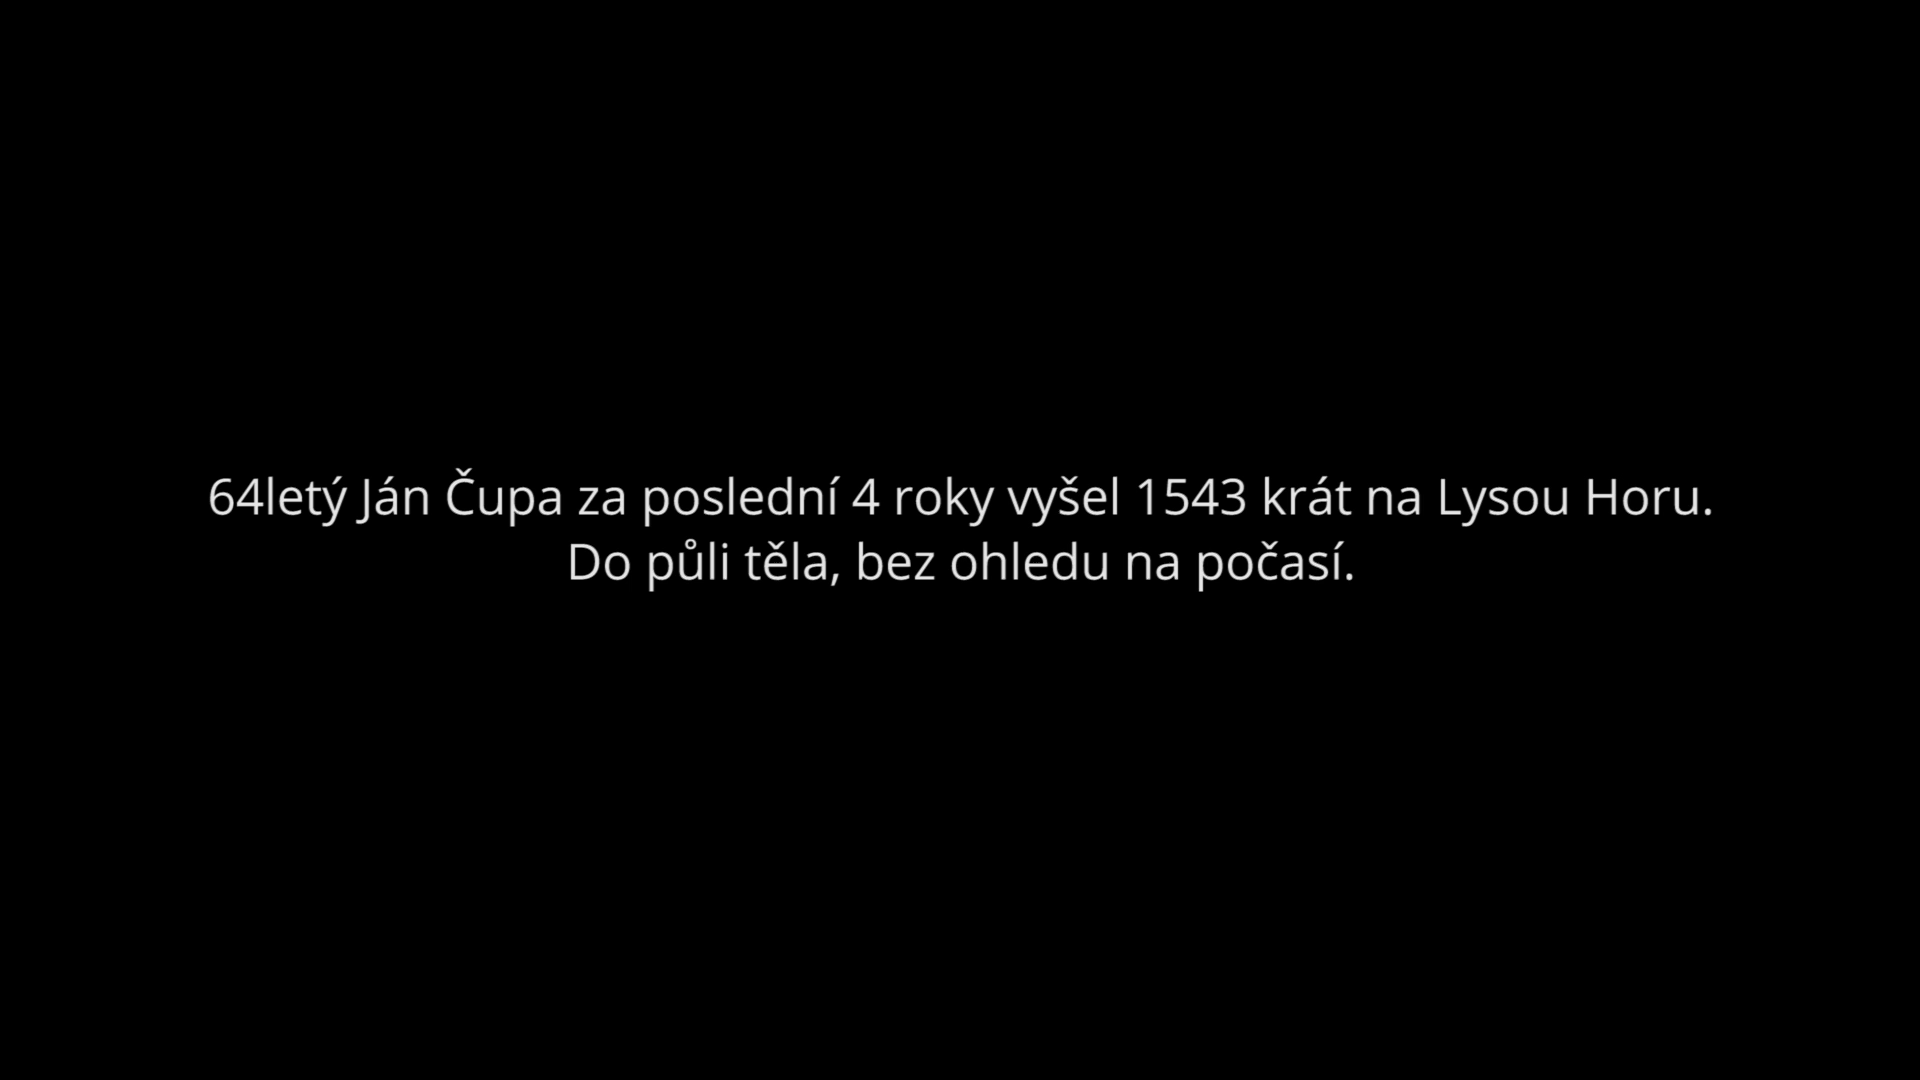 64letý Ján Čupa za poslední 4 roky vyšel 1543 krát na Lysou Horu.
Do půli těla, bez ohledu na počasí.